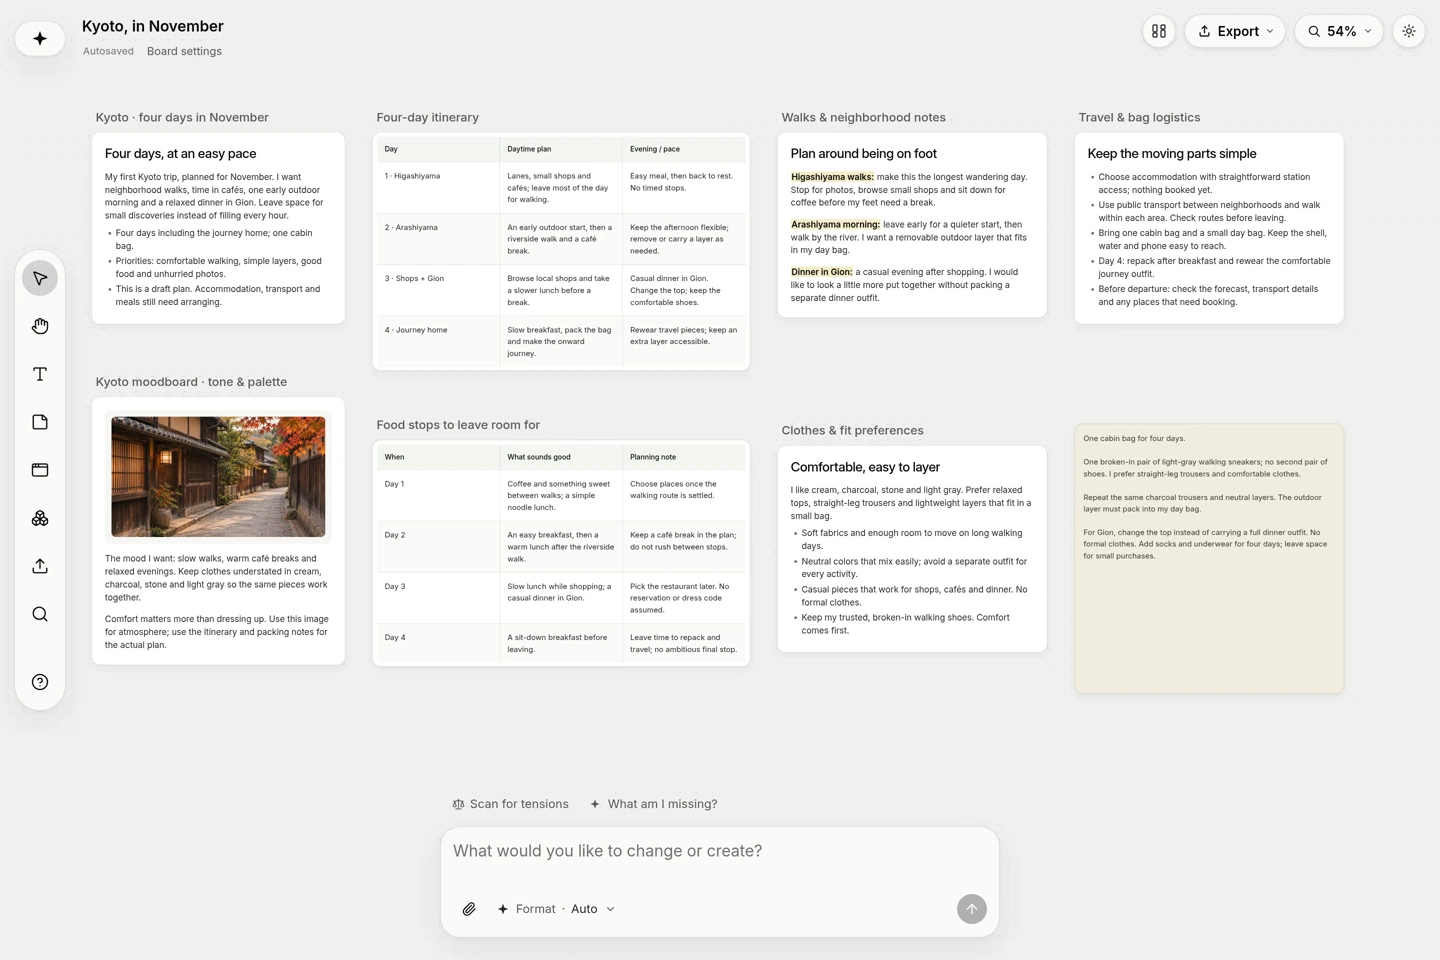 Kyoto, in November
Autosaved Board settings
Export
54%
Kyoto · four days in November
Four days, at an easy pace
My first Kyoto trip, planned for November. I want
neighborhood walks, time in cafés, one early outdoor
morning and a relaxed dinner in Gion. Leave space for
small discoveries instead of filling every hour.
• Four days including the journey home; one cabin
bag.
• Priorities: comfortable walking, simple layers, good
food and unhurried photos.
• This is a draft plan. Accommodation, transport and
meals still need arranging.
Four-day itinerary
Day Daytime plan Evening / pace
1 · Higashiyama
Lanes, small shops and
cafés; leave most of the day
for walking.
Easy meal, then back to rest.
No timed stops.
2 · Arashiyama
An early outdoor start, then a
riverside walk and a café
break.
Keep the afternoon flexible;
remove or carry a layer as
needed.
3 · Shops + Gion
Browse local shops and take
a slower lunch before a
break.
Casual dinner in Gion.
Change the top; keep the
comfortable shoes.
4 · Journey home
Slow breakfast, pack the bag
and make the onward
journey.
Rewear travel pieces; keep an
extra layer accessible.
Walks & neighborhood notes
Plan around being on foot
Higashiyama walks: make this the longest wandering day.
Stop for photos, browse small shops and sit down for
coffee before my feet need a break.
Arashiyama morning: leave early for a quieter start, then
walk by the river. I want a removable outdoor layer that fits
in my day bag.
Dinner in Gion: a casual evening after shopping. I would
like to look a little more put together without packing a
separate dinner outfit.
Travel & bag logistics
Keep the moving parts simple
• Choose accommodation with straightforward station
access; nothing booked yet.
• Use public transport between neighborhoods and walk
within each area. Check routes before leaving.
• Bring one cabin bag and a small day bag. Keep the shell,
water and phone easy to reach.
• Day 4: repack after breakfast and rewear the comfortable
journey outfit.
• Before departure: check the forecast, transport details
and any places that need booking.
Kyoto moodboard · tone & palette
The mood I want: slow walks, warm café breaks and
relaxed evenings. Keep clothes understated in cream,
charcoal, stone and light gray so the same pieces work
together.
Comfort matters more than dressing up. Use this image
for atmosphere; use the itinerary and packing notes for
the actual plan.
Food stops to leave room for
When What sounds good Planning note
Day 1
Coffee and something sweet
between walks; a simple
noodle lunch.
Choose places once the
walking route is settled.
Day 2
An easy breakfast, then a
warm lunch after the riverside
walk.
Keep a café break in the plan;
do not rush between stops.
Day 3
Slow lunch while shopping; a
casual dinner in Gion.
Pick the restaurant later. No
reservation or dress code
assumed.
Day 4
A sit-down breakfast before
leaving.
Leave time to repack and
travel; no ambitious final stop.
Clothes & fit preferences
Comfortable, easy to layer
I like cream, charcoal, stone and light gray. Prefer relaxed
tops, straight-leg trousers and lightweight layers that fit in a
small bag.
• Soft fabrics and enough room to move on long walking
days.
• Neutral colors that mix easily; avoid a separate outfit for
every activity.
• Casual pieces that work for shops, cafés and dinner. No
formal clothes.
• Keep my trusted, broken-in walking shoes. Comfort
comes first.
One cabin bag for four days.
One broken-in pair of light-gray walking sneakers; no second pair of
shoes. I prefer straight-leg trousers and comfortable clothes.
Repeat the same charcoal trousers and neutral layers. The outdoor
layer must pack into my day bag.
For Gion, change the top instead of carrying a full dinner outfit. No
formal clothes. Add socks and underwear for four days; leave space
for small purchases.
Scan for tensions What am I missing?
What would you like to change or create?
Format · Auto